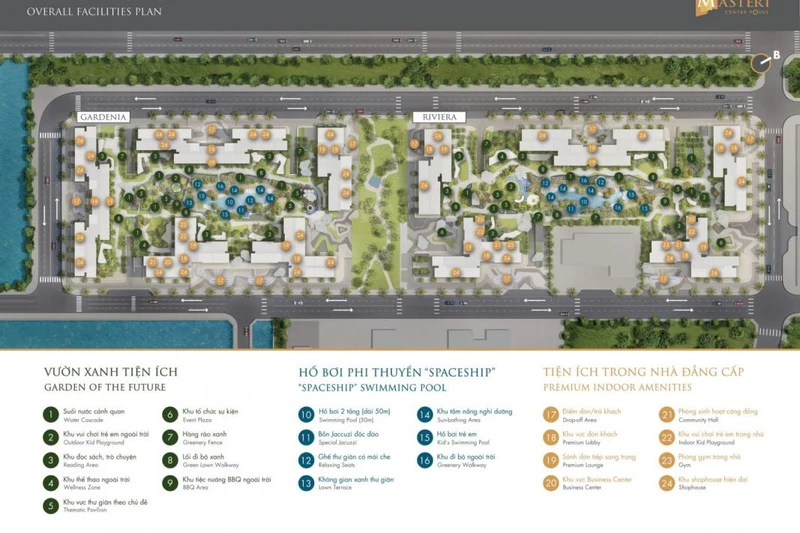 OVERALL FACILITIES PLAN
MASTERI
CENTRE POINT
B
GARDENIA
RIVIERA
VƯỜN XANH TIỆN ÍCH
GARDEN OF THE FUTURE
1 Suối nước cảnh quan
Water Cascade
2 Khu vui chơi trẻ em ngoài trời
Outdoor Kid Playground
3 Khu đọc sách, trò chuyện
Reading Area
4 Khu thể thao ngoài trời
Wellness Zone
5 Khu vực thư giãn theo chủ đề
Thematic Pavilion
6 Khu tổ chức sự kiện
Event Plaza
7 Hàng rào xanh
Greenery Fence
8 Lối đi bộ xanh
Green Lawn Walkway
9 Khu tiệc nướng BBQ ngoài trời
BBQ Area
HỒ BƠI PHI THUYỀN “SPACESHIP”
“SPACESHIP” SWIMMING POOL
10 Hồ bơi 2 tầng (dài 50m)
Swimming Pool (50m)
11 Bồn Jaccuzi độc đáo
Special Jacuzzi
12 Ghế thư giãn có mái che
Relaxing Seats
13 Không gian xanh thư giãn
Lawn Terrace
14 Khu tắm nắng nghỉ dưỡng
Sun-bathing Area
15 Hồ bơi trẻ em
Kid's Swimming Pool
16 Khu đi bộ ngoài trời
Greenery Walkway
TIỆN ÍCH TRONG NHÀ ĐẲNG CẤP
PREMIUM INDOOR AMENITIES
17 Điểm đón/trả khách
Drop-off Area
18 Khu vực đón khách
Premium Lobby
19 Sảnh đón tiếp sang trọng
Premium Lounge
20 Khu vực Business Center
Business Center
21 Phòng sinh hoạt cộng đồng
Community Hall
22 Khu vui chơi trẻ em trong nhà
Indoor Kid Playground
23 Phòng gym trong nhà
Gym
24 Khu shophouse hiện đại
Shophouse